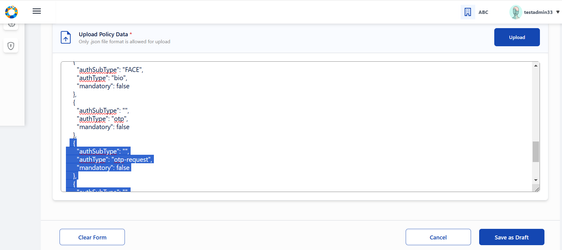 ABC
testadmin33
Upload Policy Data *
Only .json file format is allowed for upload
Upload
{
"authSubType": "FACE",
"authType": "bio",
"mandatory": false
},
{
"authSubType": "",
"authType": "otp",
"mandatory": false
},
{
"authSubType": "",
"authType": "otp-request",
"mandatory": false
},
{
"authSubType": ""
Clear Form
Cancel
Save as Draft